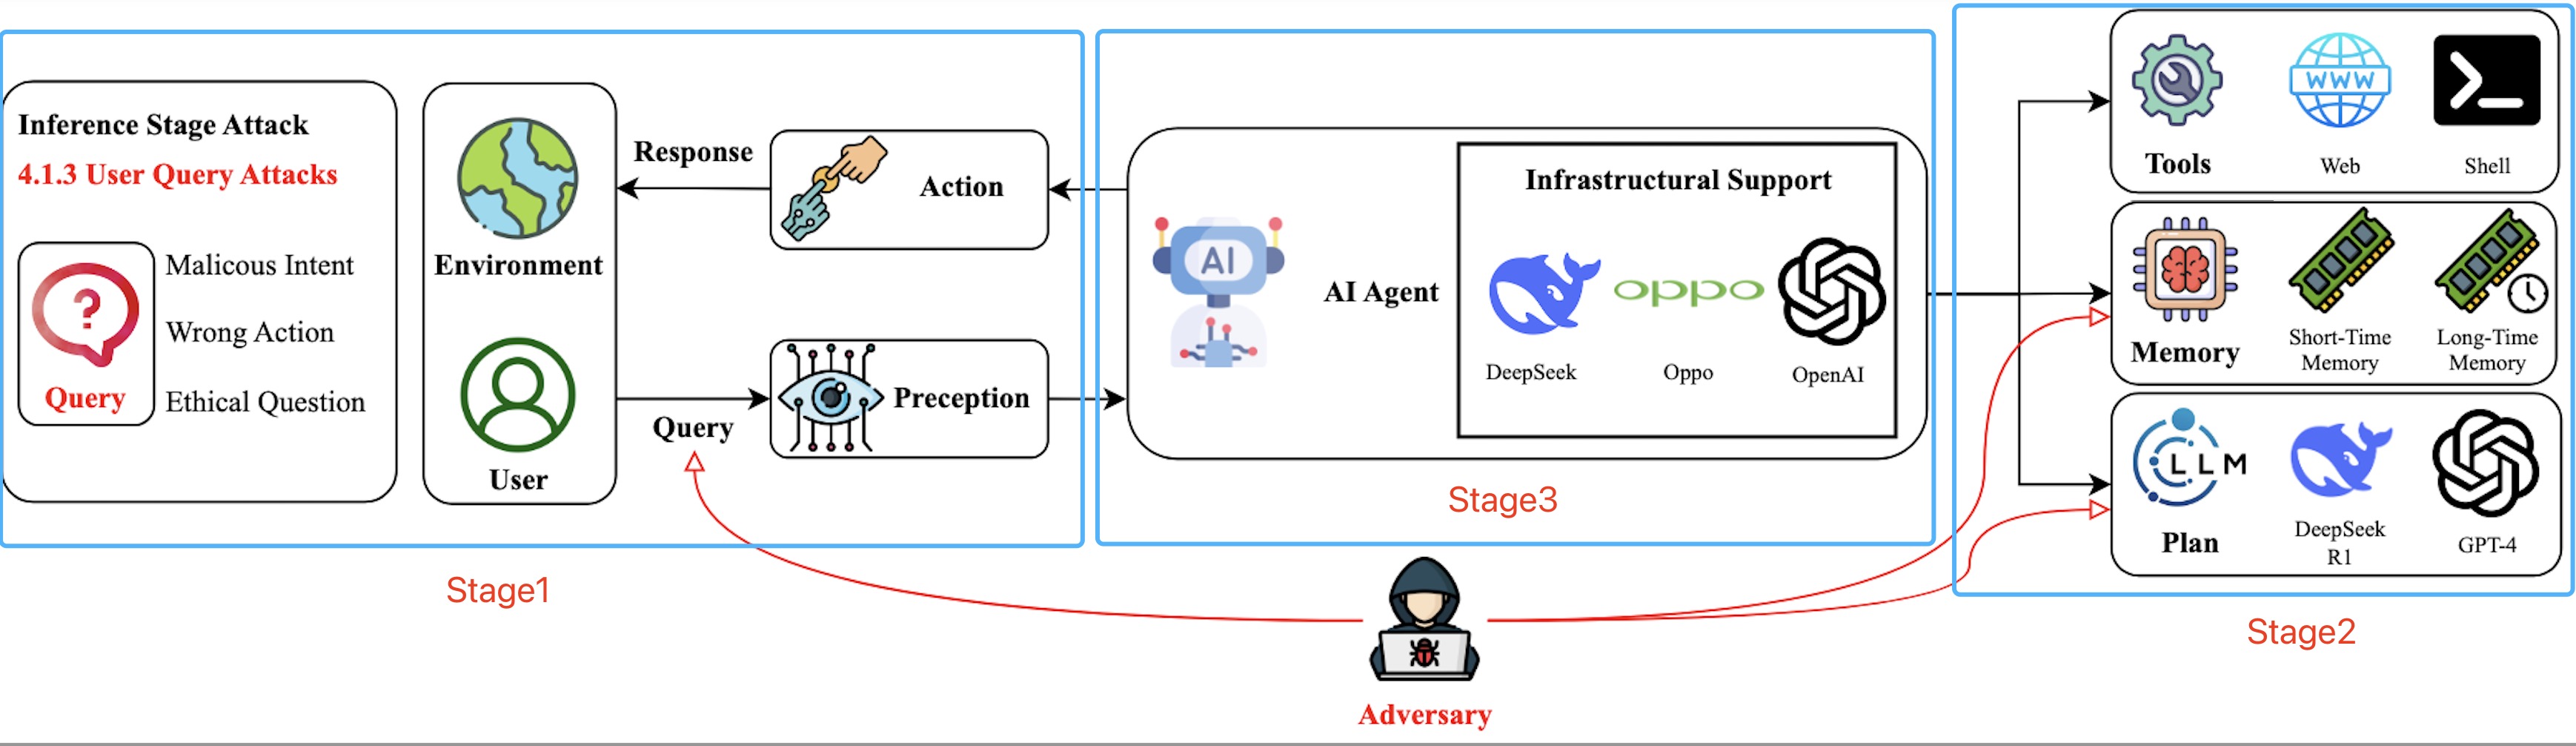 Inference Stage Attack
4.1.3 User Query Attacks
Query
Malicous Intent
Wrong Action
Ethical Question
Environment
User
Response
Query
Action
Preception
Stage1
AI
AI Agent
Infrastructural Support
DeepSeek
oppo
Oppo
OpenAI
Stage3
Adversary
Tools
WWW
Web
Shell
Memory
Short-Time
Memory
Long-Time
Memory
LLM
Plan
DeepSeek
R1
GPT-4
Stage2